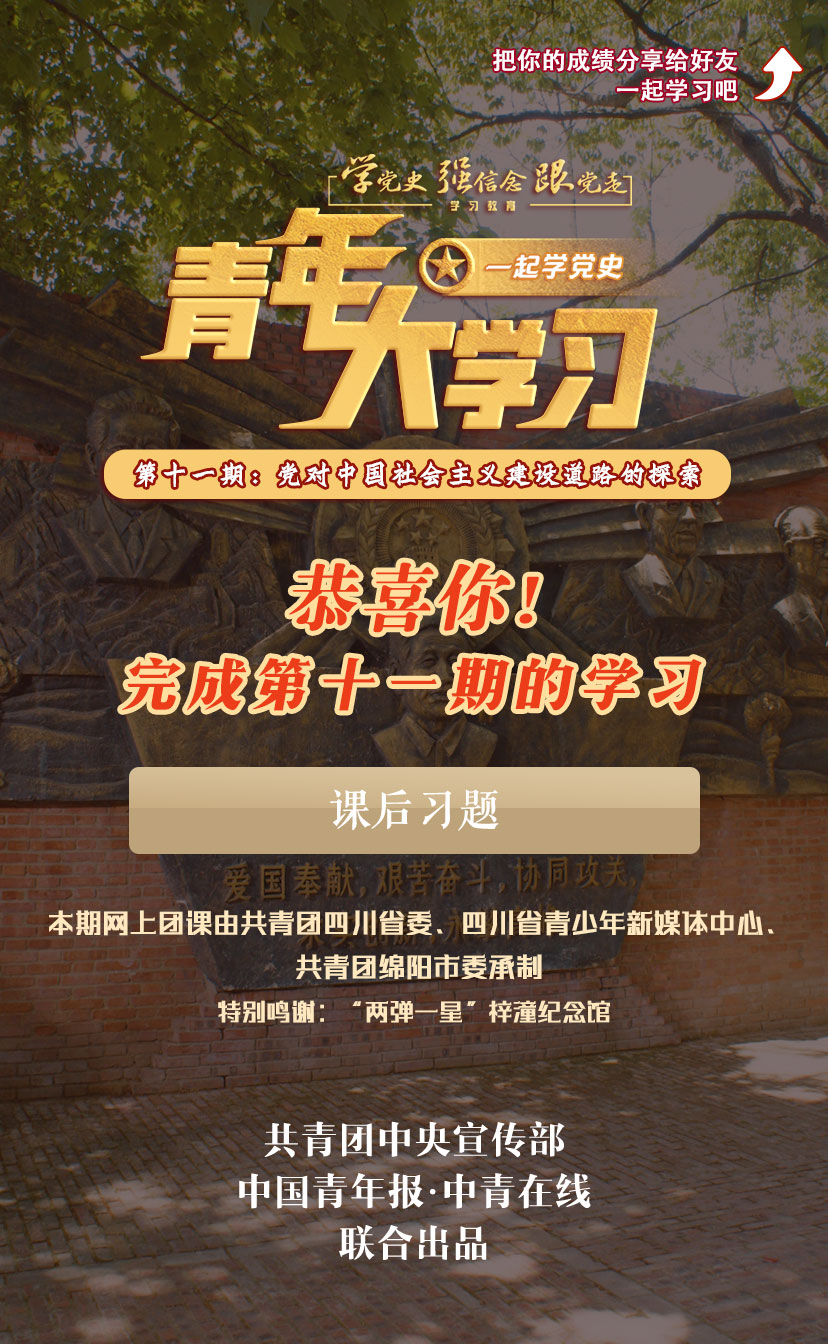 把你的成绩分享给好友
一起学习吧
学党史 强信念 跟党走
学习教育
青年大学习
一起学党史
第十一期：党对中国社会主义建设道路的探索
恭喜你！
完成第十一期的学习
课后习题
爱国奉献，艰苦奋斗，协同攻关，
本期网上团课由共青团四川省委、四川省青少年新媒体中心、
共青团绵阳市委承制
特别鸣谢：“两弹一星”梓潼纪念馆
共青团中央宣传部
中国青年报·中青在线
联合出品